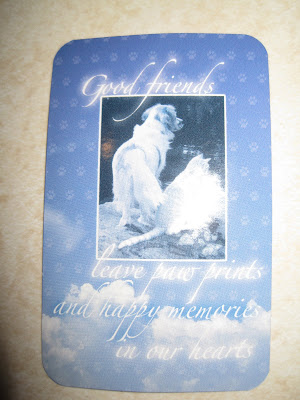 Good friends
leave paw prints
and happy memories
in our hearts